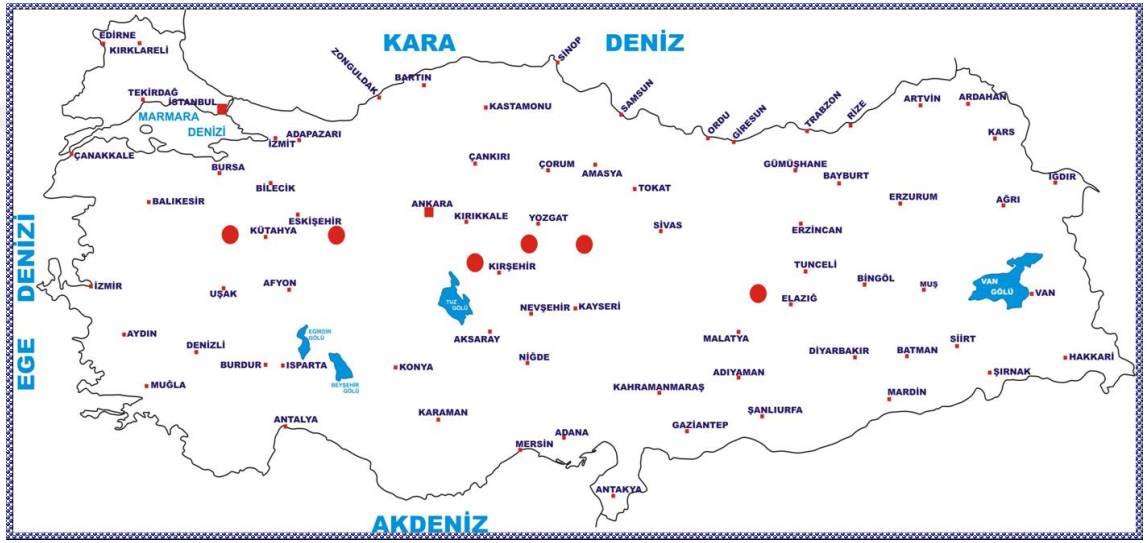 KARA DENİZ
EDİRNE
KIRKLARELİ
TEKİRDAĞ
İSTANBUL
MARMARA
DENİZİ
ZONGULDAK
BARTIN
KASTAMONU
SİNOP
SAMSUN
ORDU
GİRESUN
TRABZON
RİZE
ARTVİN
ARDAHAN
KARS
İZMİT
ADAPAZARI
ÇANAKKALE
BURSA
BİLECİK
ÇANKIRI
ÇORUM
AMASYA
TOKAT
GÜMÜŞHANE
BAYBURT
ERZURUM
AĞRI
IĞDIR
BALIKESİR
ESKİŞEHİR
KÜTAHYA
ANKARA
KIRIKKALE
YOZGAT
SİVAS
ERZİNCAN
EGE DENİZİ
İZMİR
UŞAK
AFYON
KIRŞEHİR
TUZ
GÖLÜ
NEVŞEHİR
KAYSERİ
TUNCELİ
ELAZIĞ
BİNGÖL
MUŞ
VAN
GÖLÜ
VAN
AYDIN
DENİZLİ
EĞİRDİR
GÖLÜ
BURDUR
ISPARTA
BEYŞEHİR
GÖLÜ
AKSARAY
KONYA
NİĞDE
MALATYA
DİYARBAKIR
BATMAN
SİİRT
HAKKARİ
ŞIRNAK
MUĞLA
ADIYAMAN
KAHRAMANMARAŞ
MARDİN
ANTALYA
KARAMAN
MERSİN
ADANA
GAZİANTEP
ŞANLIURFA
ANTAKYA
AKDENİZ